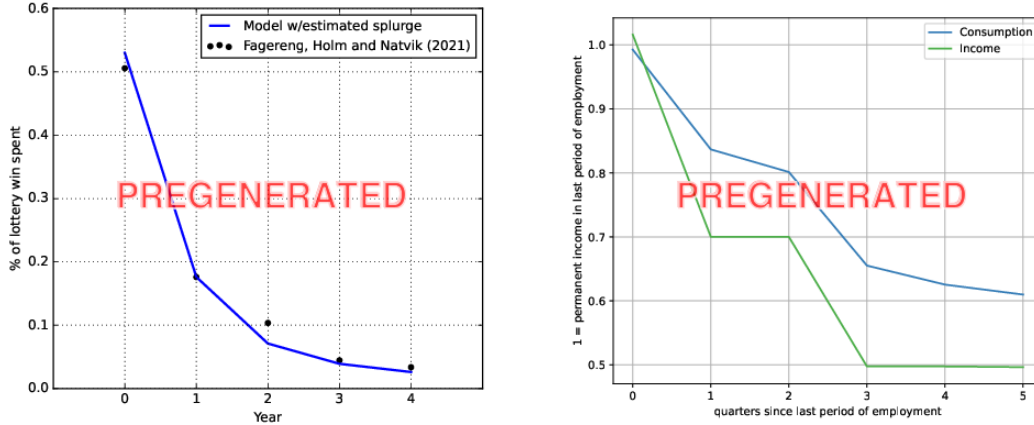 Model w/estimated splurge
Fagereng, Holm and Natvik (2021)
% of lottery win spent
0.6
0.5
0.4
0.3
0.2
0.1
0.0
PREGENERATED
0 1 2 3 4
Year
Consumption
Income
1 = permanent income in last period of employment
1.0
0.9
0.8
0.7
0.6
0.5
PREGENERATED
0 1 2 3 4 5
quarters since last period of employment